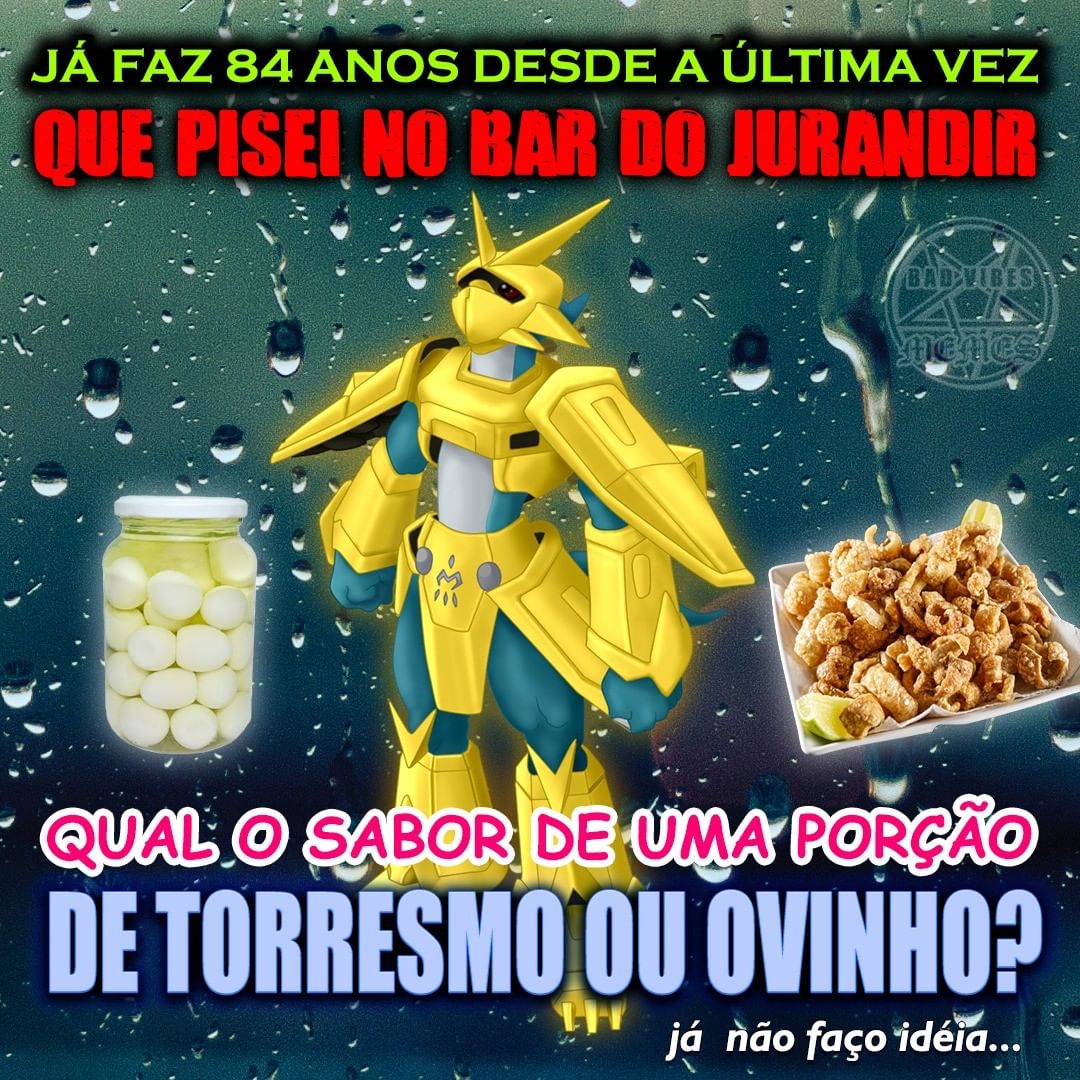 JÁ FAZ 84 ANOS DESDE A ÚLTIMA VEZ
QUE PISEI NO BAR DO JURANDIR
BAD VIBES
MEMES
QUAL O SABOR DE UMA PORÇÃO
DE TORRESMO OU OVINHO?
já não faço idéia...